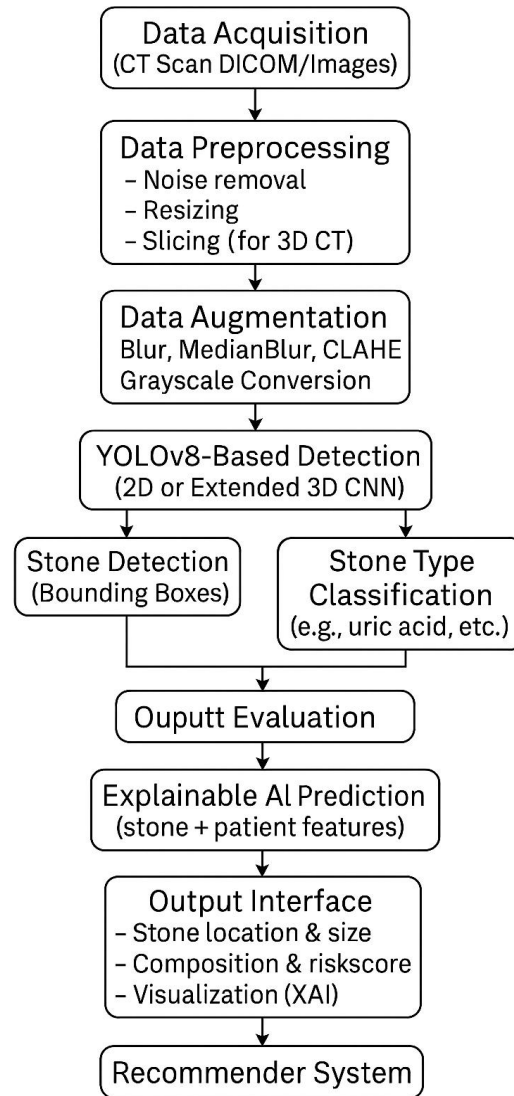 Data Acquisition
(CT Scan DICOM/Images)
Data Preprocessing
– Noise removal
– Resizing
– Slicing (for 3D CT)
Data Augmentation
Blur, MedianBlur, CLAHE
Grayscale Conversion
YOLOv8-Based Detection
(2D or Extended 3D CNN)
Stone Detection
(Bounding Boxes)
Stone Type
Classification
(e.g., uric acid, etc.)
Ouputt Evaluation
Explainable AI Prediction
(stone + patient features)
Output Interface
– Stone location & size
– Composition & riskscore
– Visualization (XAI)
Recommender System